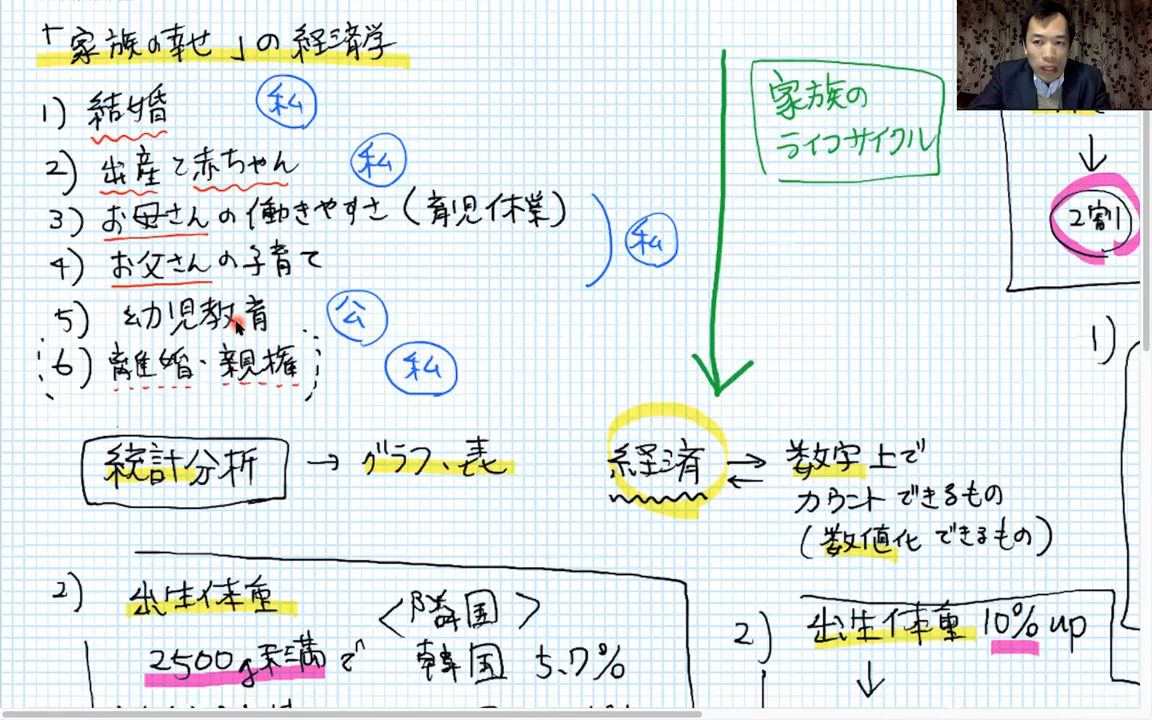 「家族の幸せ」の経済学
1) 結婚 私
2) 出産と赤ちゃん 私
3) お母さんの働きやすさ(育児休業)
4) お父さんの子育て
私
5) 幼児教育 公
6) 離婚・親権 私
家族の
ライフサイクル
↓
2割
1)
統計分析 → グラフ、表
経済 ⇄ 数字上で
カウントできるもの
(数値化できるもの)
2) 出生体重
2500g未満で
<隣国>
韓国 5.7%
2) 出生体重 10% up
↓